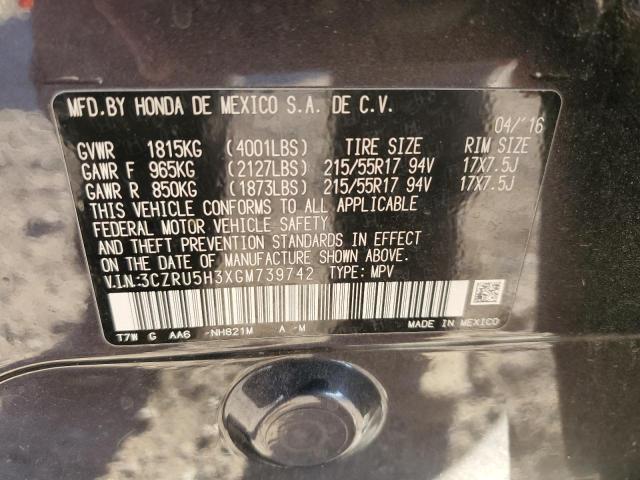 MFD.BY HONDA DE MEXICO S.A. DE C.V.
04/'16
GVWR 1815KG (4001LBS) TIRE SIZE RIM SIZE
GAWR F 965KG (2127LBS) 215/55R17 94V 17X7.5J
GAWR R 850KG (1873LBS) 215/55R17 94V 17X7.5J
THIS VEHICLE CONFORMS TO ALL APPLICABLE
FEDERAL MOTOR VEHICLE SAFETY
AND THEFT PREVENTION STANDARDS IN EFFECT
ON THE DATE OF MANUFACTURE SHOWN ABOVE.
V.I.N:3CZRU5H3XGM739742 TYPE: MPV
T7W G AA6 -NH821M A -M MADE IN MEXICO